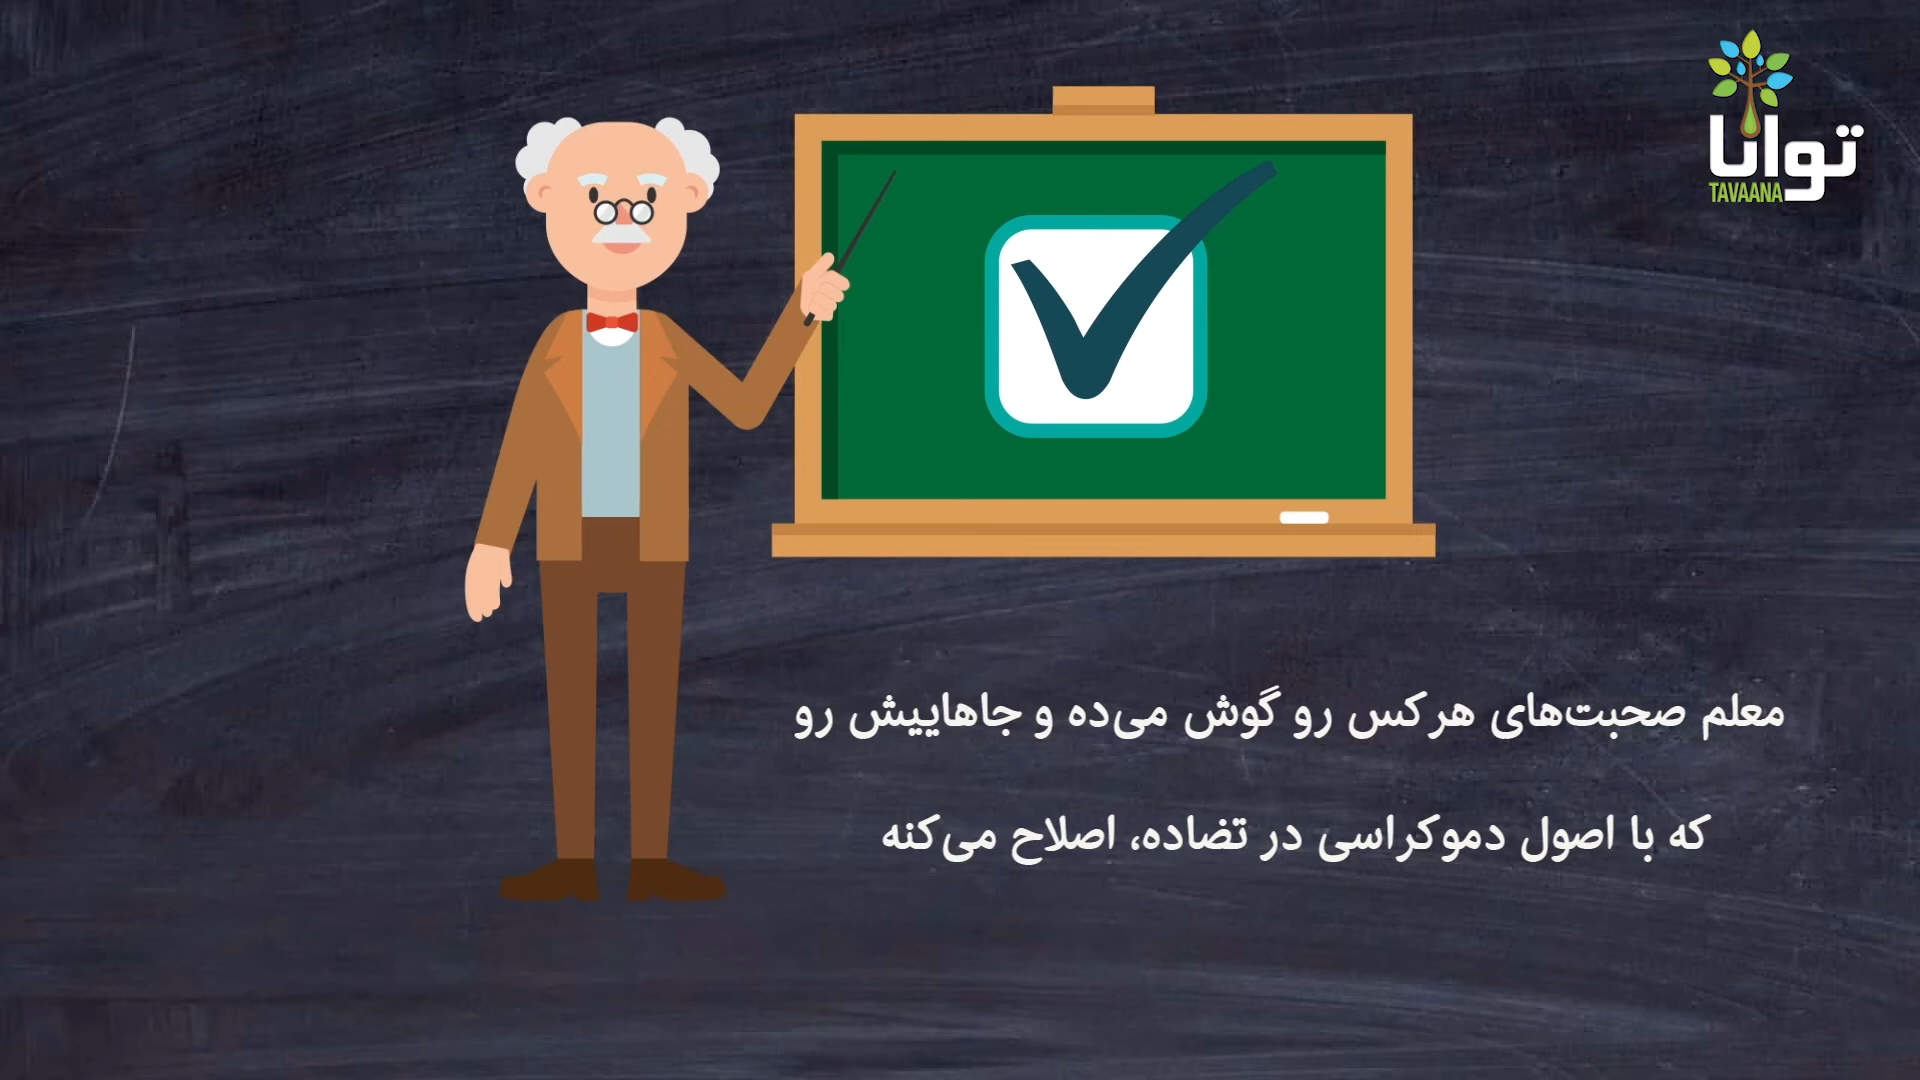 توانا
TAVAANA
معلم صحبت‌های هرکس رو گوش می‌ده و جاهاییش رو
که با اصول دموکراسی در تضاده، اصلاح می‌کنه